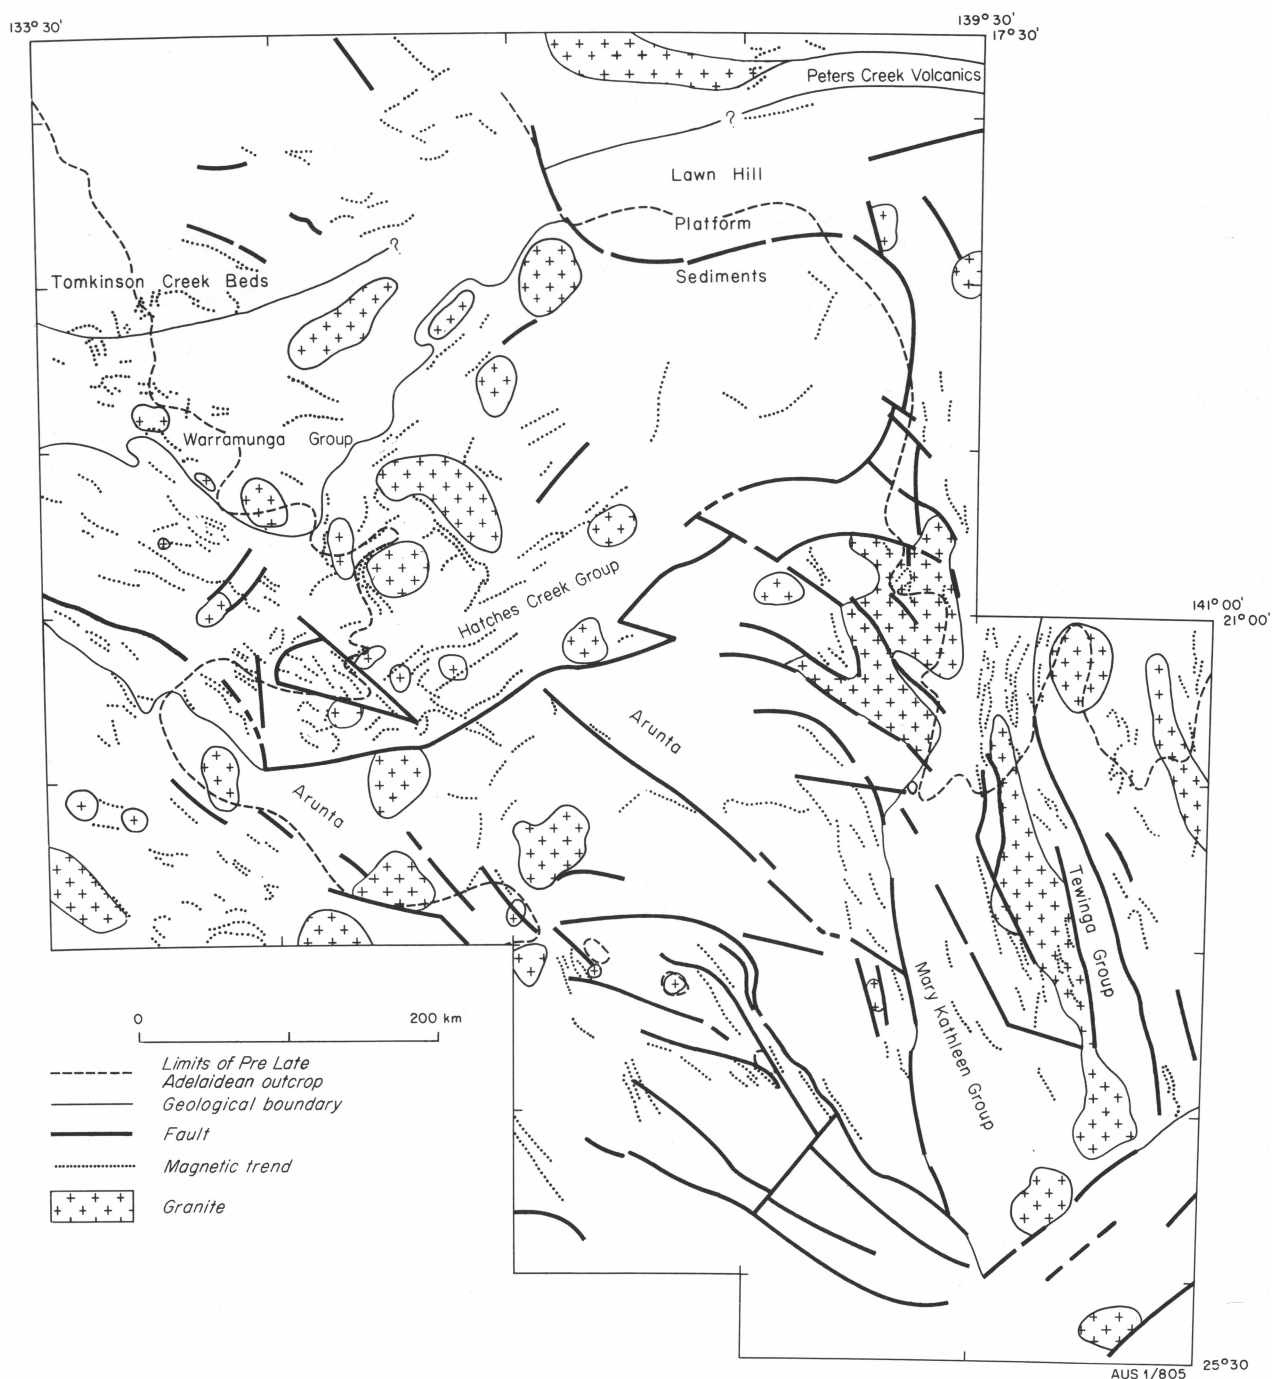 133° 30'
139° 30'
17° 30'
Peters Creek Volcanics
?
Lawn Hill
Platform
Sediments
?
Tomkinson Creek Beds
Warramunga Group
Hatches Creek Group
141° 00'
21° 00'
Arunta
Arunta
Tewinga Group
Mary Kathleen Group
0 200 km
Limits of Pre Late
Adelaidean outcrop
Geological boundary
Fault
Magnetic trend
Granite
25° 30
AUS 1/805